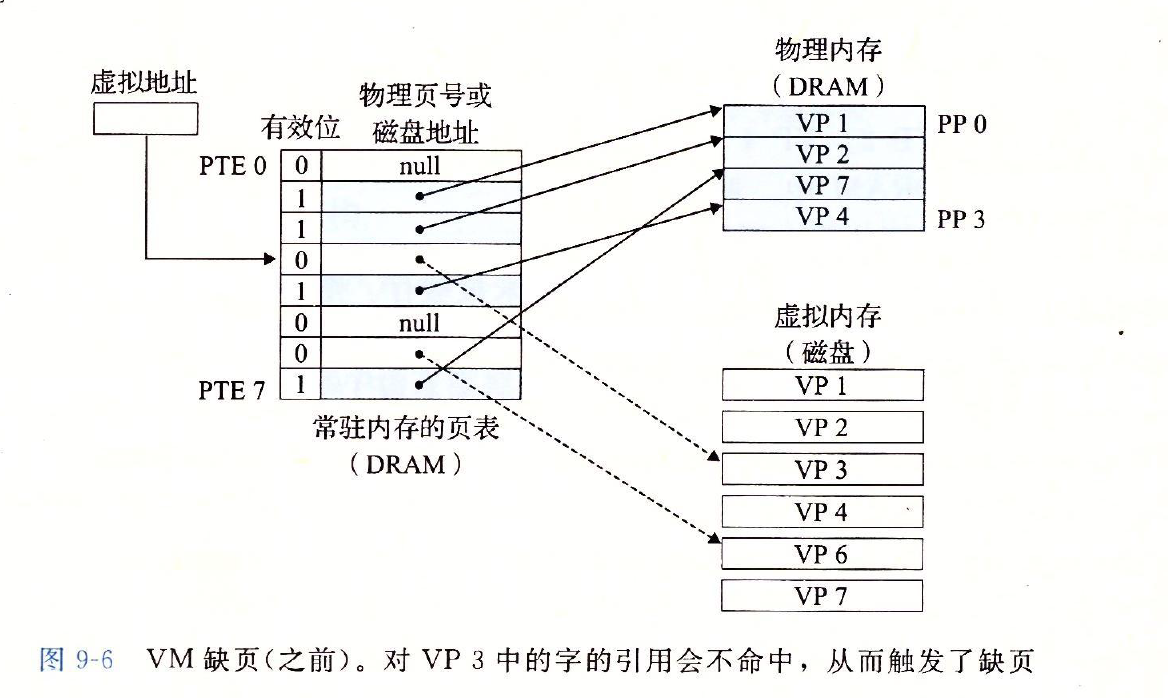 虚拟地址
物理页号或
磁盘地址
有效位
PTE 0
0
null
1
1
0
1
0
null
0
PTE 7
1
常驻内存的页表
(DRAM)
物理内存
(DRAM)
VP 1
PP 0
VP 2
VP 7
VP 4
PP 3
虚拟内存
(磁盘)
VP 1
VP 2
VP 3
VP 4
VP 6
VP 7
图 9-6 VM 缺页(之前)。对 VP 3 中的字的引用会不命中，从而触发了缺页